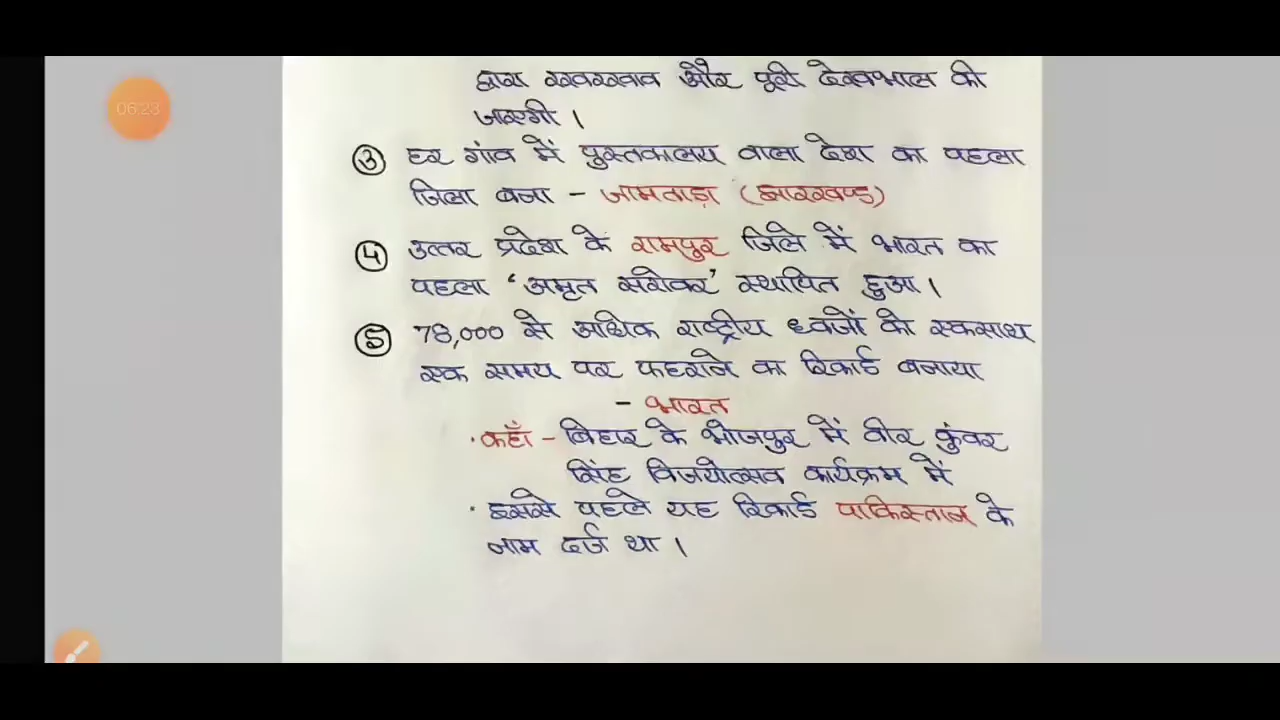 06:23
द्वारा रखरखाव और पूरी देखभाल की
जाएगी।
③ हर गांव में पुस्तकालय वाला देश का पहला
जिला बना - जामताड़ा (झारखण्ड)
④ उत्तर प्रदेश के रामपुर जिले में भारत का
पहला ‘अमृत सरोवर’ स्थापित हुआ।
⑤ 78,000 से अधिक राष्ट्रीय ध्वजों को एकसाथ
एक समय पर फहराने का रिकार्ड बनाया
- भारत
· कहाँ - बिहार के भोजपुर में वीर कुंवर
सिंह विजयोत्सव कार्यक्रम में
· इससे पहले यह रिकार्ड पाकिस्तान के
नाम दर्ज था।